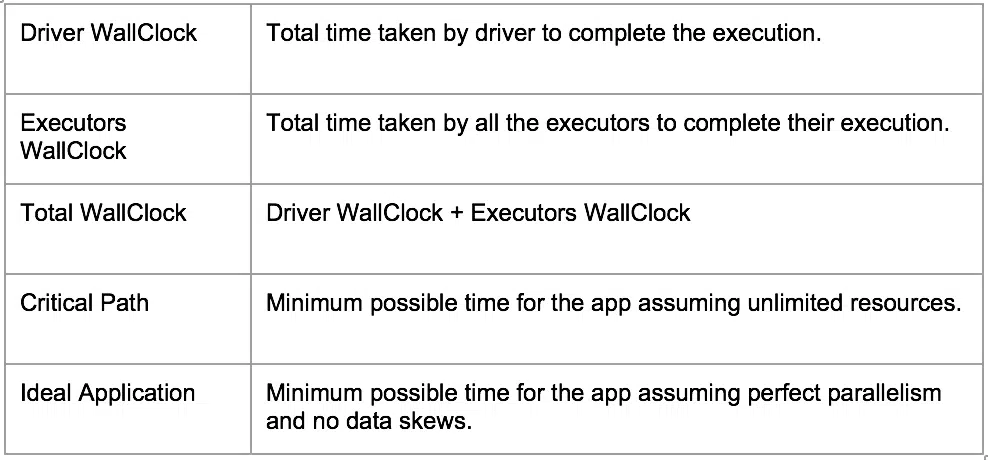 Driver WallClock
Total time taken by driver to complete the execution.
Executors
WallClock
Total time taken by all the executors to complete their execution.
Total WallClock
Driver WallClock + Executors WallClock
Critical Path
Minimum possible time for the app assuming unlimited resources.
Ideal Application
Minimum possible time for the app assuming perfect parallelism
and no data skews.